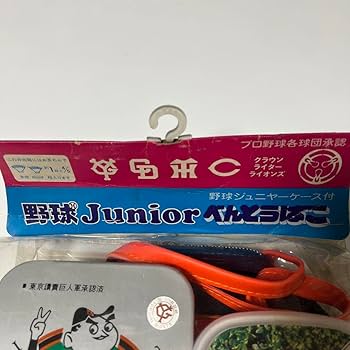 プロ野球各球団承認
クラウン
ライター
ライオンズ
野球ジュニヤーケース付
野球Juniorべんとうばこ
■東京読賣巨人軍承認済